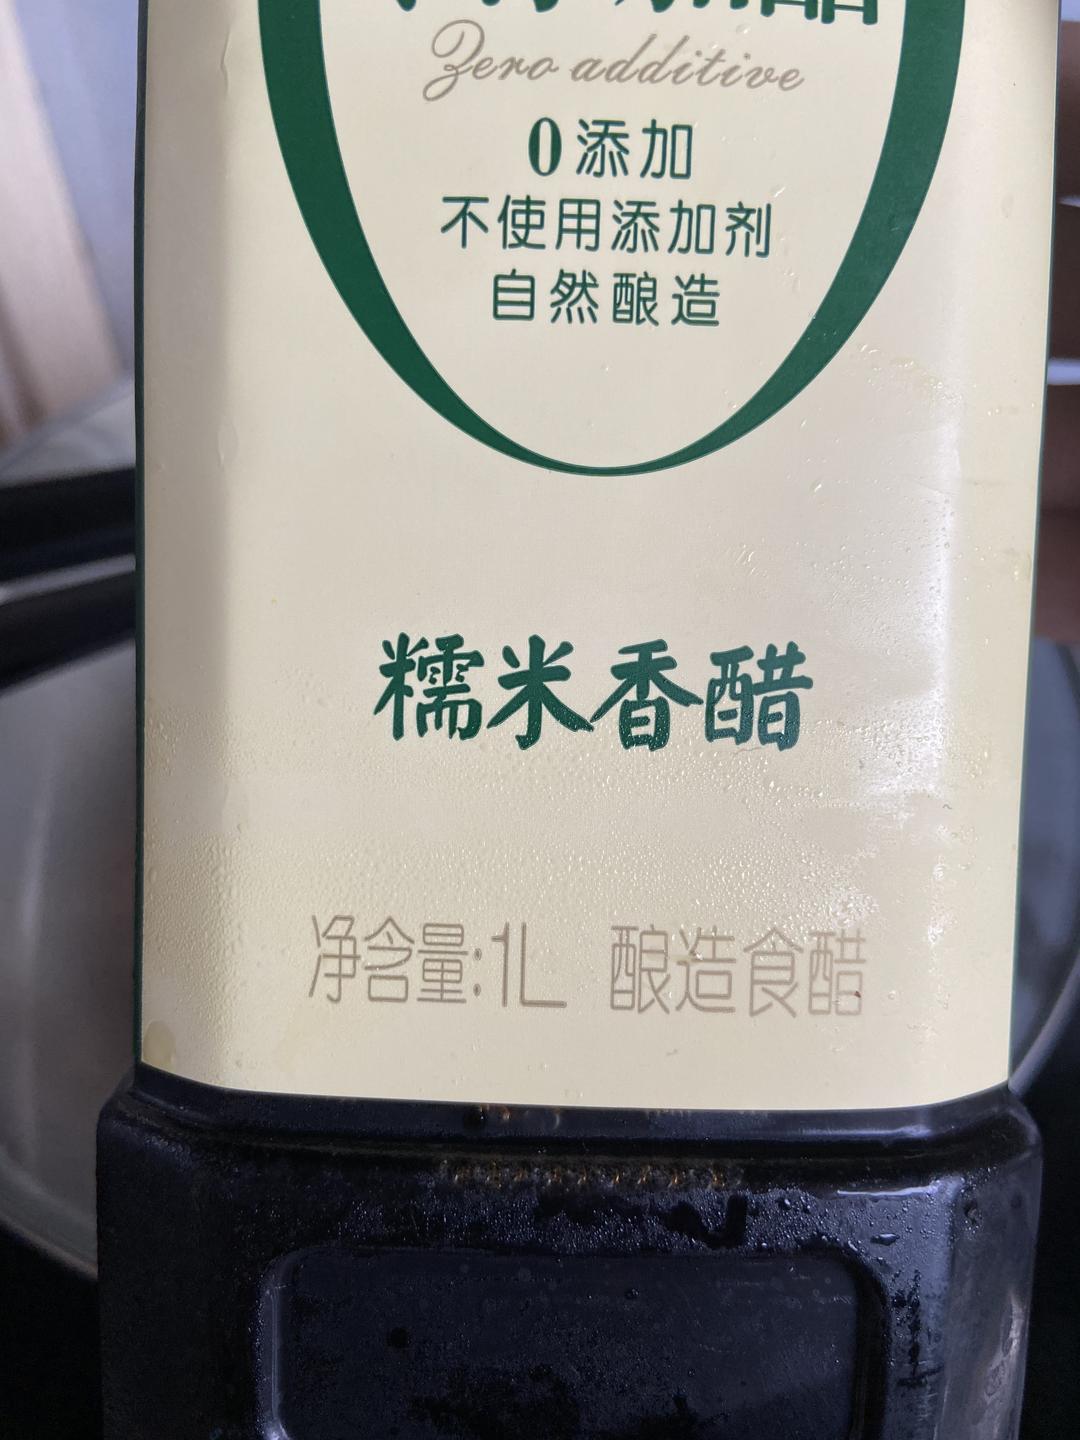 Zero additive
0添加
不使用添加剂
自然酿造
糯米香醋
净含量:1L 酿造食醋